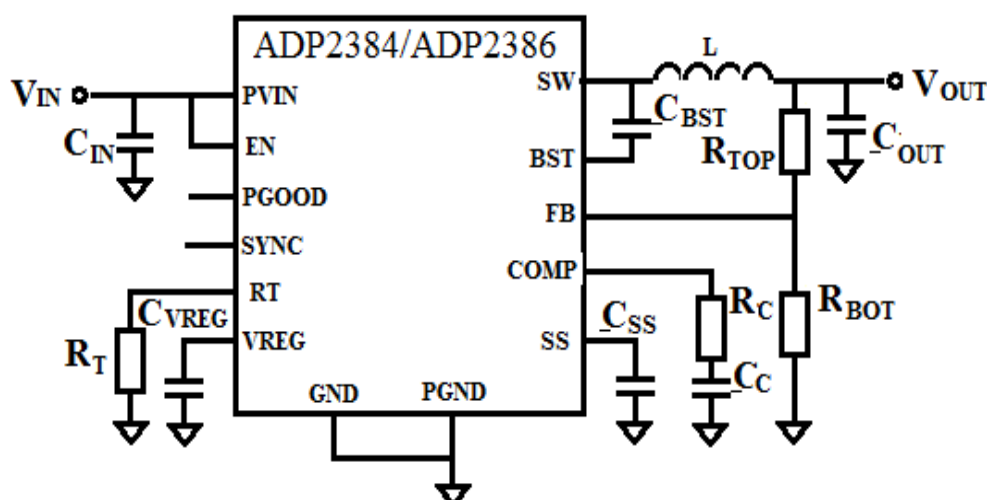 ADP2384/ADP2386
L
VIN
PVIN
SW
VOUT
CIN
EN
CBST
BST
RTOP
COUT
PGOOD
FB
SYNC
COMP
RT
CVREG
RC
RBOT
CSS
RT
VREG
SS
CC
GND
PGND